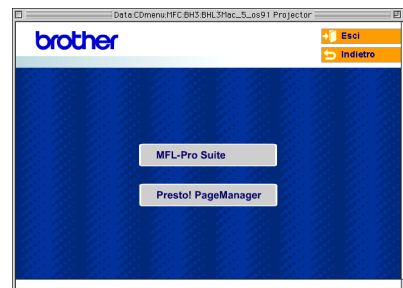 Data:CDmenu:MFC:BH3:BHL3Mac_5_os91 Projector
brother
Esci
Indietro
MFL-Pro Suite
Presto! PageManager